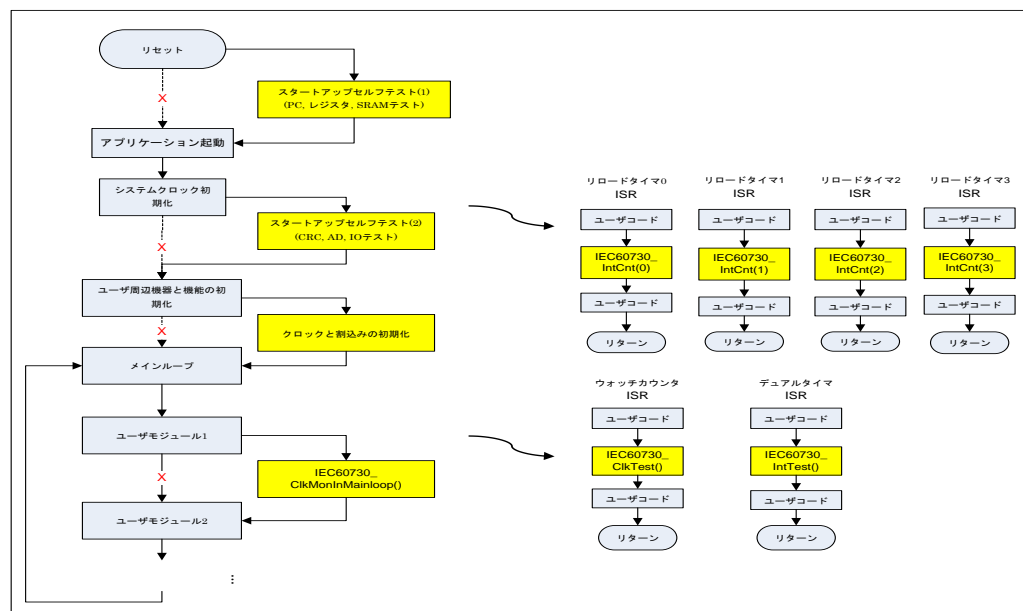 リセット
スタートアップセルフテスト(1)
(PC, レジスタ, SRAMテスト)
X
アプリケーション起動
システムクロック初
期化
スタートアップセルフテスト(2)
(CRC, AD, IOテスト)
X
ユーザ周辺機器と機能の初
期化
X
クロックと割込みの初期化
メインループ
ユーザモジュール1
X
IEC60730_
ClkMonInMainloop()
ユーザモジュール2
...
リロードタイマ0
ISR
ユーザコード
IEC60730_
IntCnt(0)
ユーザコード
リターン
リロードタイマ1
ISR
ユーザコード
IEC60730_
IntCnt(1)
ユーザコード
リターン
リロードタイマ2
ISR
ユーザコード
IEC60730_
IntCnt(2)
ユーザコード
リターン
リロードタイマ3
ISR
ユーザコード
IEC60730_
IntCnt(3)
ユーザコード
リターン
ウォッチカウンタ
ISR
ユーザコード
IEC60730_
ClkTest()
ユーザコード
リターン
デュアルタイマ
ISR
ユーザコード
IEC60730_
IntTest()
ユーザコード
リターン